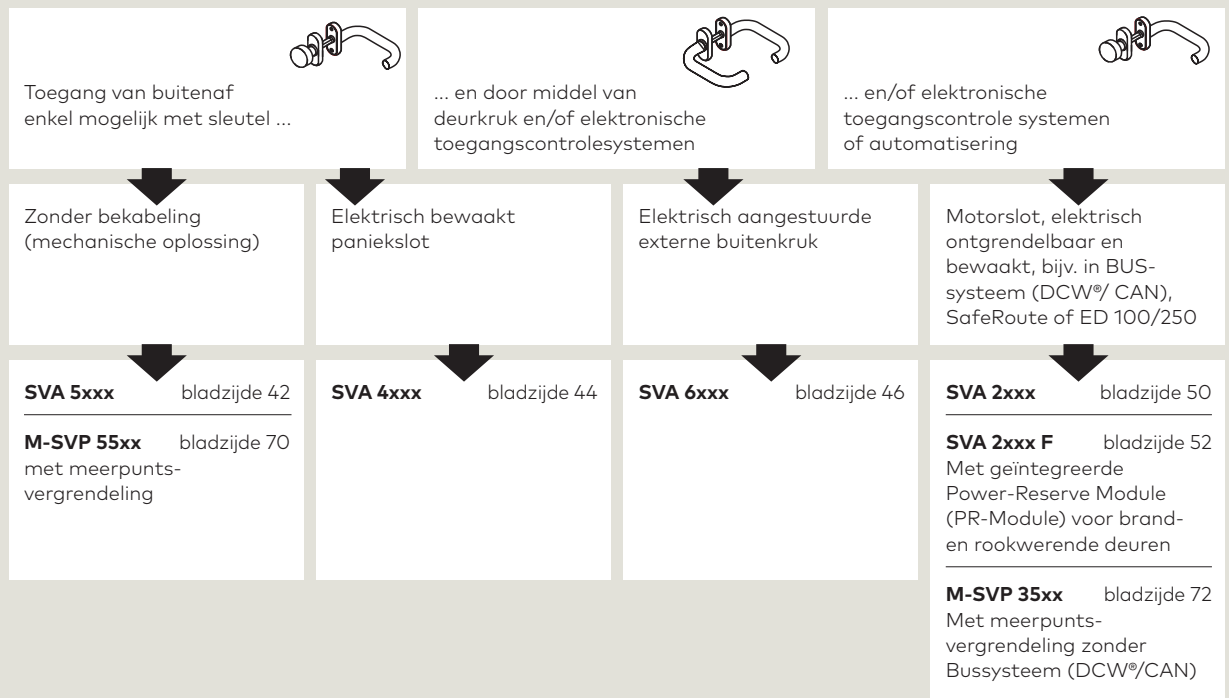 Toegang van buitenaf
enkel mogelijk met sleutel ...
... en door middel van
deurkruk en/of elektronische
toegangscontrolesystemen
... en/of elektronische
toegangscontrole systemen
of automatisering
Zonder bekabeling
(mechanische oplossing)
Elektrisch bewaakt
paniekslot
Elektrisch aangestuurde
externe buitenkruk
Motorslot, elektrisch
ontgrendelbaar en
bewaakt, bijv. in BUS-
systeem (DCW®/ CAN),
SafeRoute of ED 100/250
SVA 5xxx bladzijde 42
M-SVP 55xx bladzijde 70
met meerpunts-
vergrendeling
SVA 4xxx bladzijde 44
SVA 6xxx bladzijde 46
SVA 2xxx bladzijde 50
SVA 2xxx F bladzijde 52
Met geïntegreerde
Power-Reserve Module
(PR-Module) voor brand-
en rookwerende deuren
M-SVP 35xx bladzijde 72
Met meerpunts-
vergrendeling zonder
Bussysteem (DCW®/CAN)